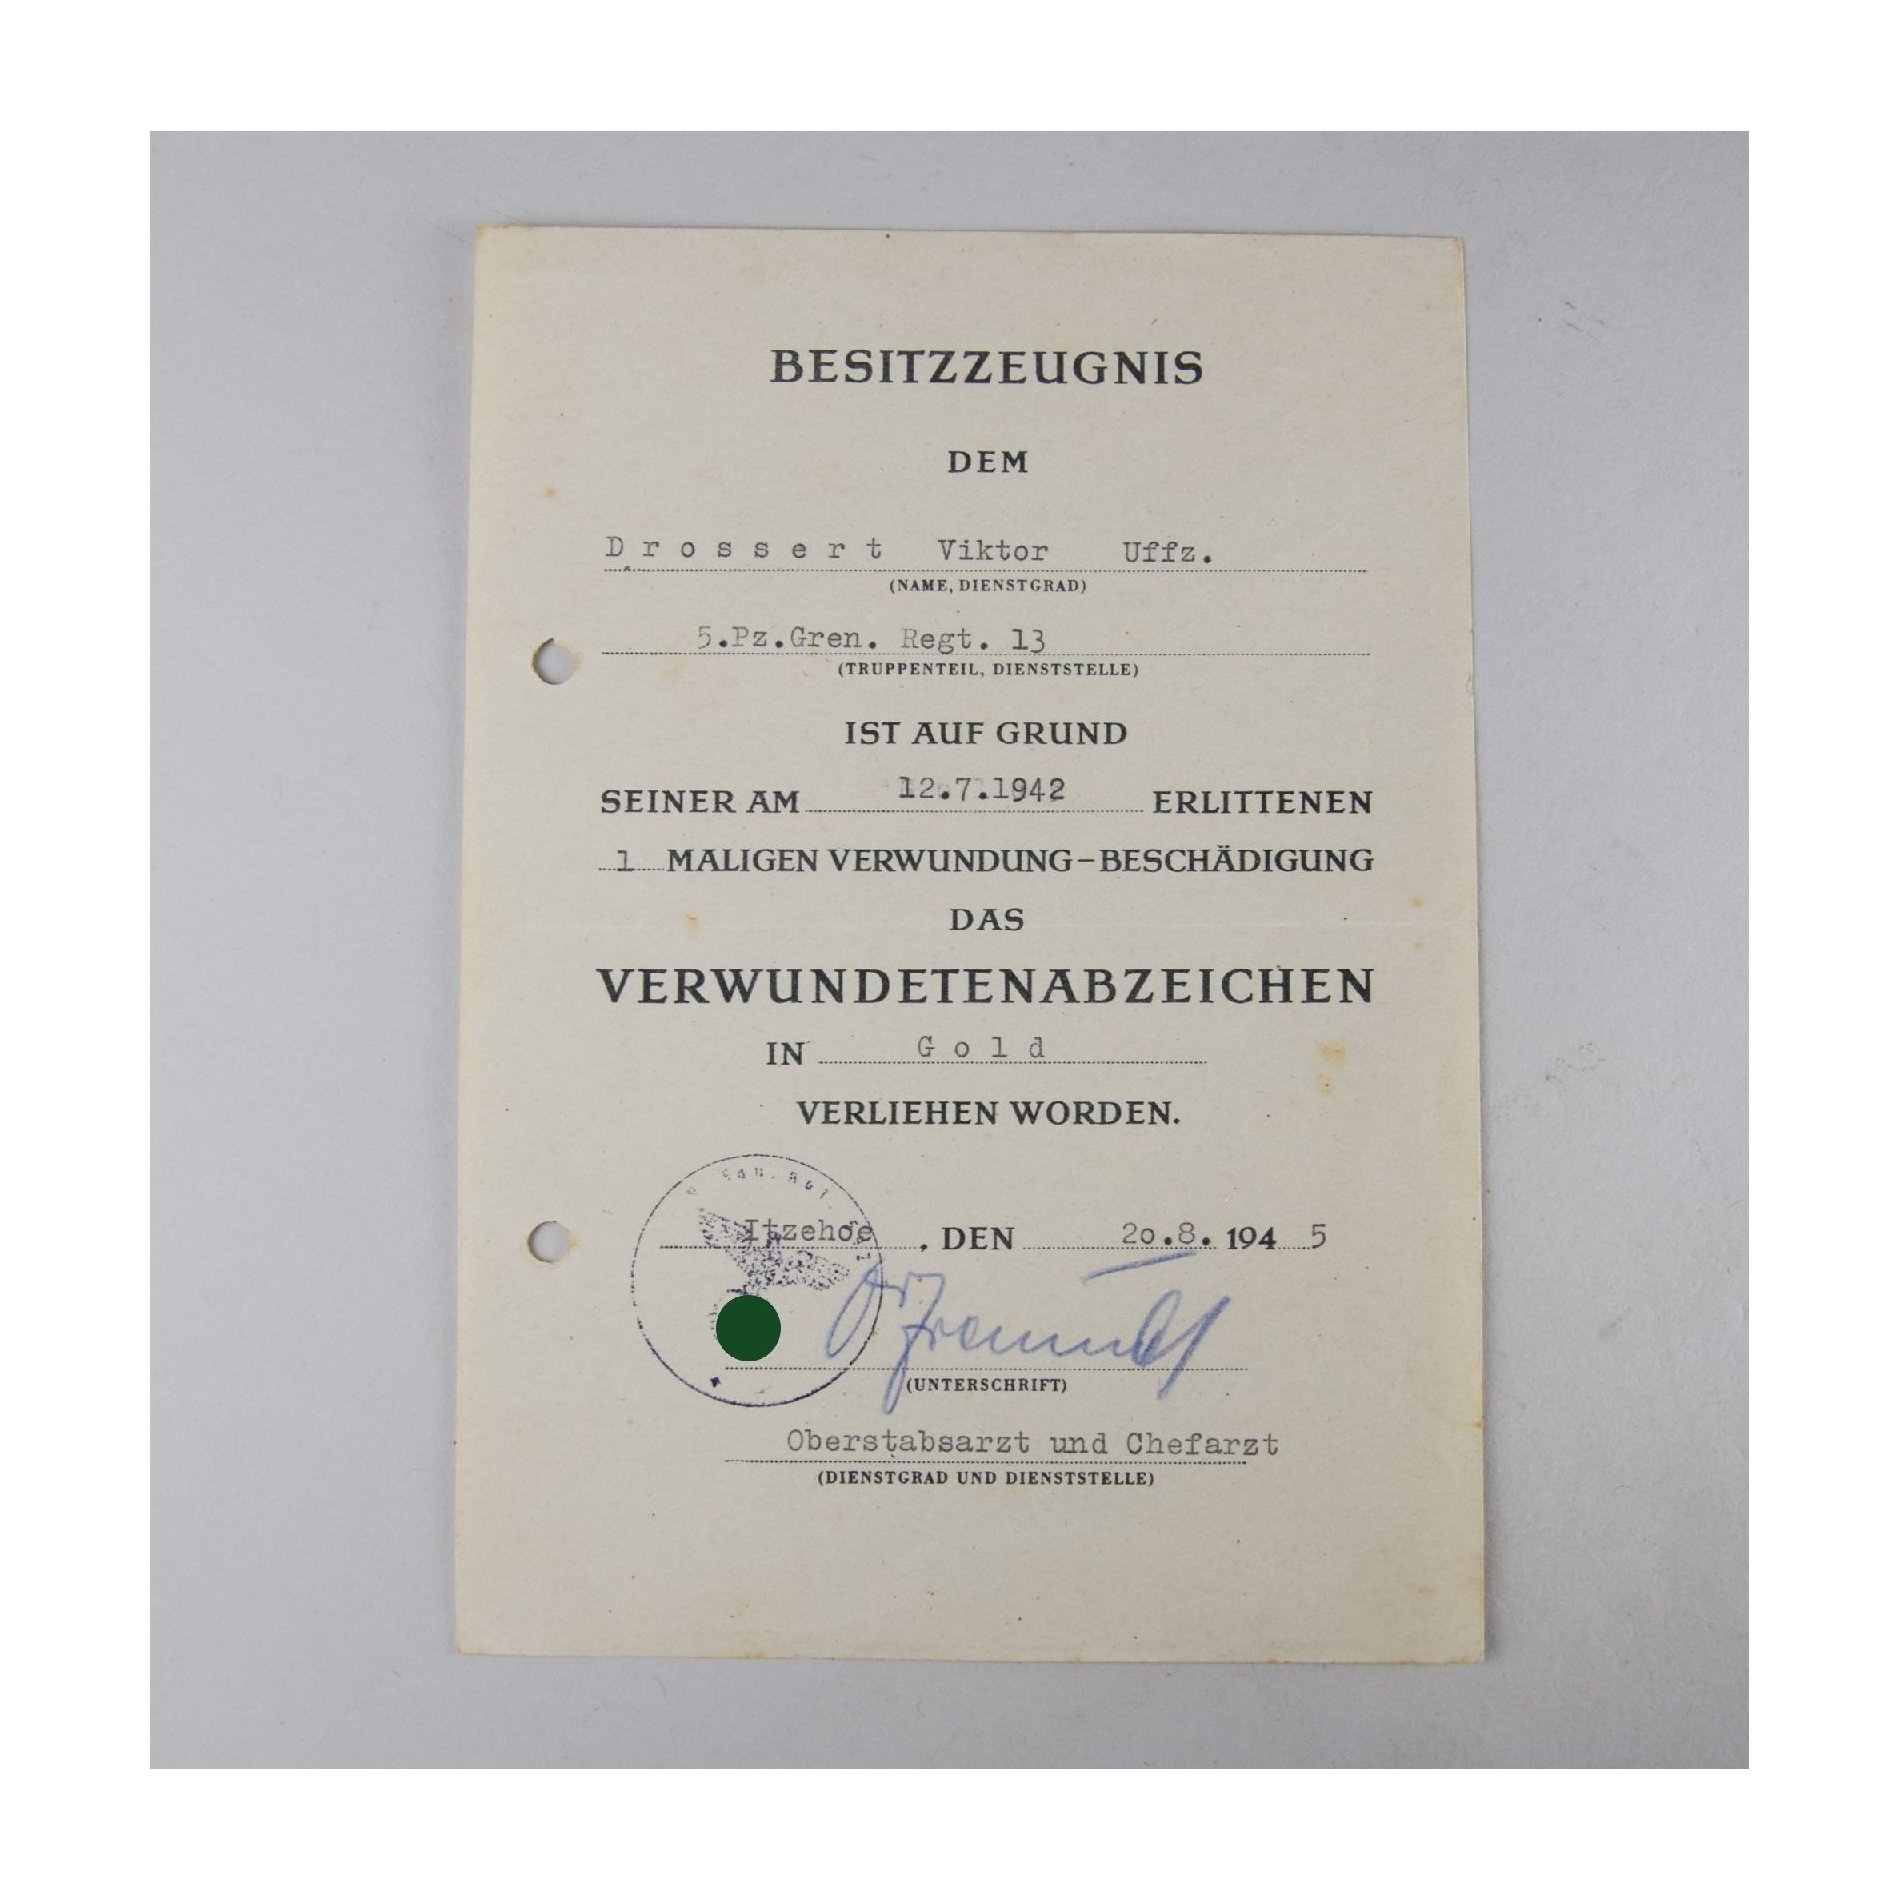 BESITZZEUGNIS
DEM
Drossert Viktor Uffz.
(NAME, DIENSTGRAD)
5.Pz.Gren. Regt. 13
(TRUPPENTEIL, DIENSTSTELLE)
IST AUF GRUND
SEINER AM 12.7.1942 ERLITTENEN
1 MALIGEN VERWUNDUNG–BESCHÄDIGUNG
DAS
VERWUNDETENABZEICHEN
IN Gold
VERLIEHEN WORDEN.
Itzehoe, DEN 20.8. 1945
(UNTERSCHRIFT)
Oberstabsarzt und Chefarzt
(DIENSTGRAD UND DIENSTSTELLE)